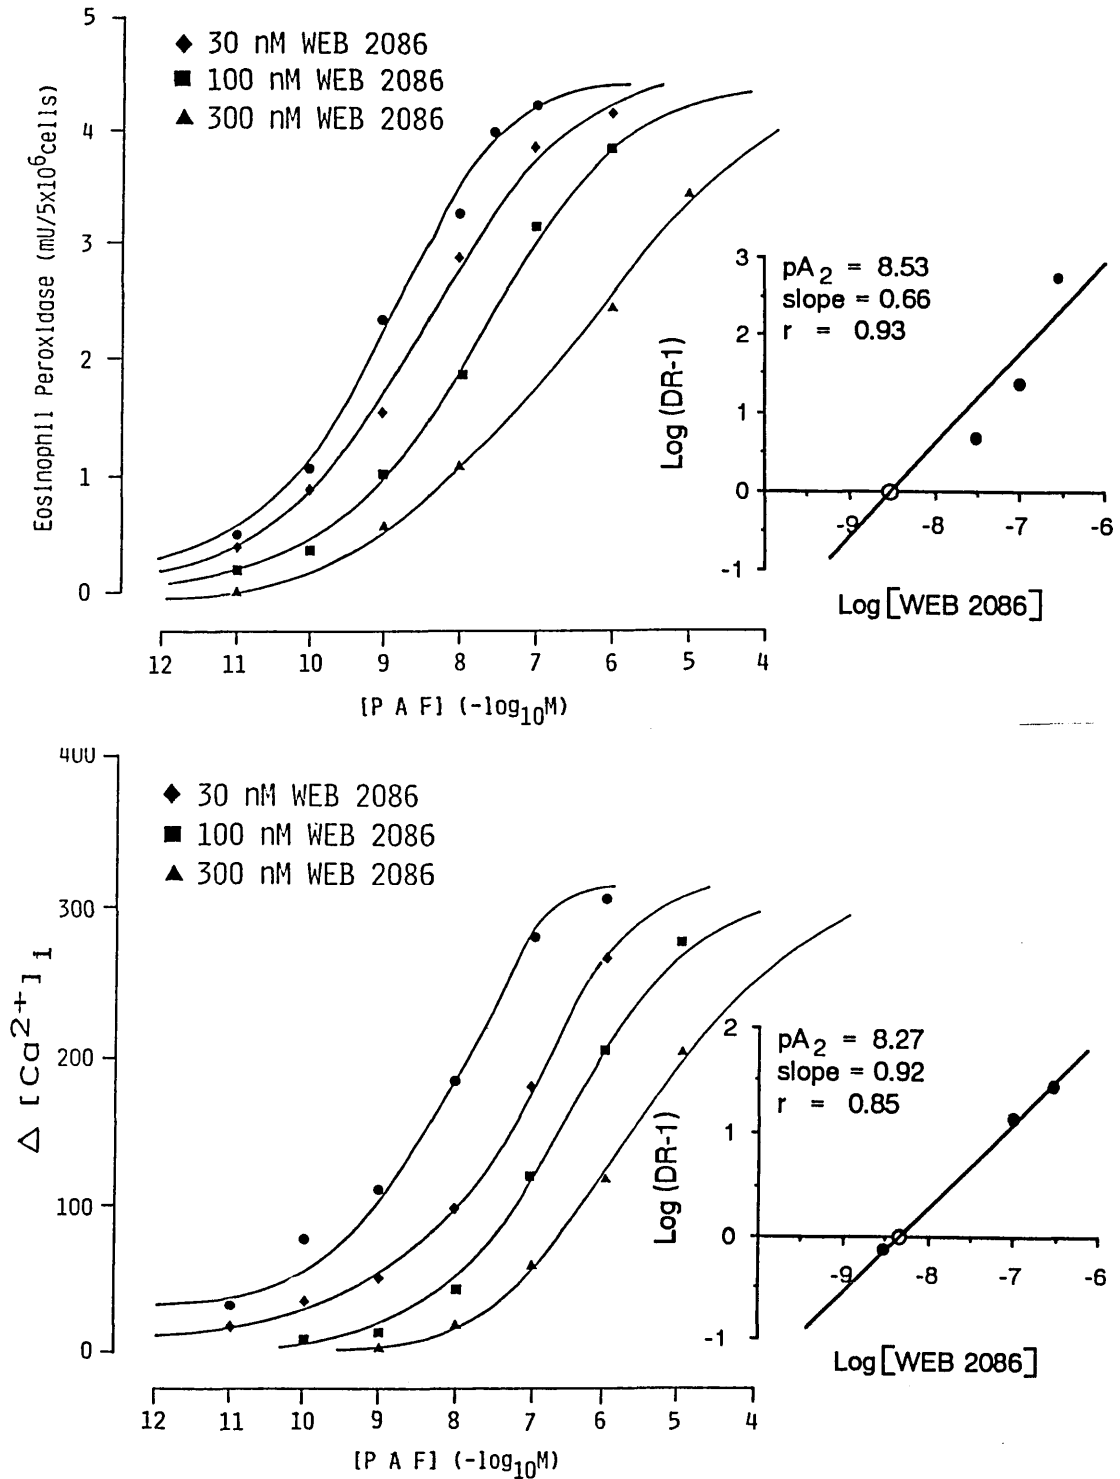 5
◆ 30 nM WEB 2086
■ 100 nM WEB 2086
▲ 300 nM WEB 2086
4
3
2
1
0
Eosinophil Peroxidase (mU/5x10⁶cells)
12 11 10 9 8 7 6 5 4
[P A F] (-log₁₀M)
3
2
1
0
-1
pA₂ = 8.53
slope = 0.66
r = 0.93
Log (DR-1)
-9 -8 -7 -6
Log [WEB 2086]
400
◆ 30 nM WEB 2086
■ 100 nM WEB 2086
▲ 300 nM WEB 2086
300
200
100
0
Δ [Ca²⁺]i
12 11 10 9 8 7 6 5 4
[P A F] (-log₁₀M)
2
1
0
-1
pA₂ = 8.27
slope = 0.92
r = 0.85
Log (DR-1)
-9 -8 -7 -6
Log [WEB 2086]